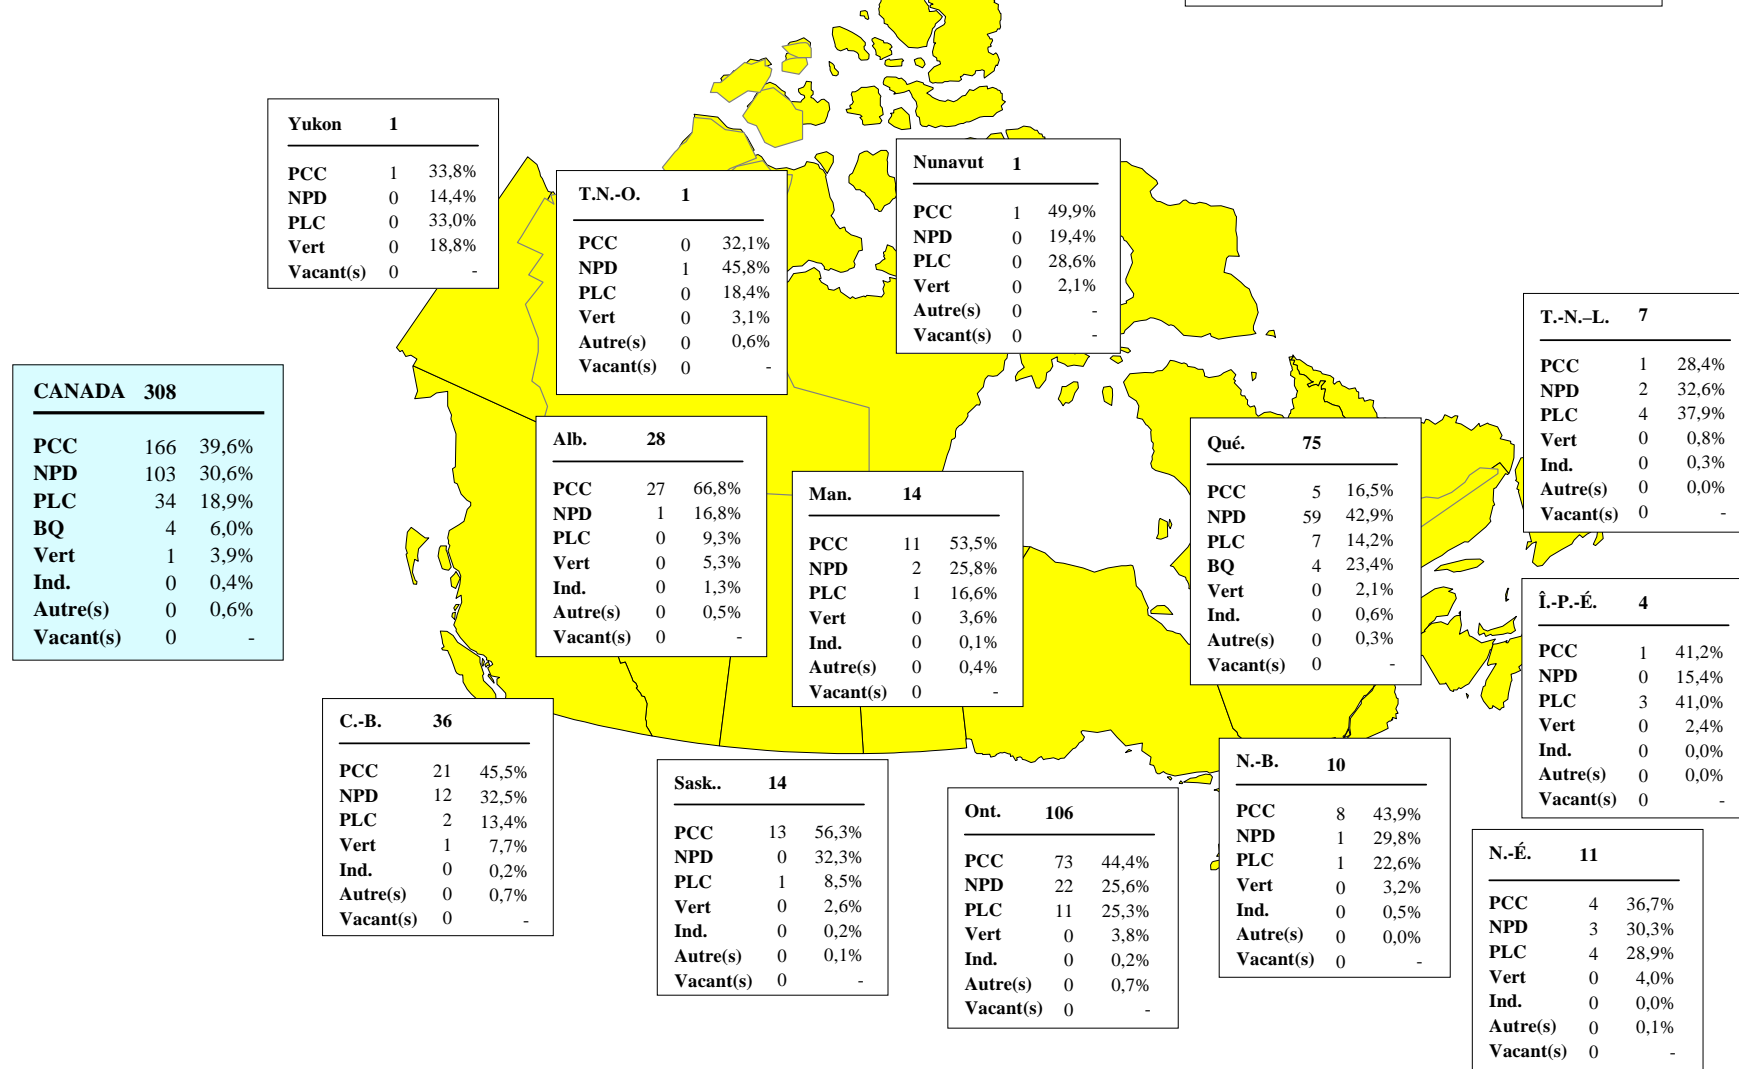 Yukon 1
PCC 1 33,8%
NPD 0 14,4%
PLC 0 33,0%
Vert 0 18,8%
Vacant(s) 0 -
T.N.-O. 1
PCC 0 32,1%
NPD 1 45,8%
PLC 0 18,4%
Vert 0 3,1%
Autre(s) 0 0,6%
Vacant(s) 0 -
Nunavut 1
PCC 1 49,9%
NPD 0 19,4%
PLC 0 28,6%
Vert 0 2,1%
Autre(s) 0 -
Vacant(s) 0 -
T.-N.–L. 7
PCC 1 28,4%
NPD 2 32,6%
PLC 4 37,9%
Vert 0 0,8%
Ind. 0 0,3%
Autre(s) 0 0,0%
Vacant(s) 0 -
CANADA 308
PCC 166 39,6%
NPD 103 30,6%
PLC 34 18,9%
BQ 4 6,0%
Vert 1 3,9%
Ind. 0 0,4%
Autre(s) 0 0,6%
Vacant(s) 0 -
Alb. 28
PCC 27 66,8%
NPD 1 16,8%
PLC 0 9,3%
Vert 0 5,3%
Ind. 0 1,3%
Autre(s) 0 0,5%
Vacant(s) 0 -
Man. 14
PCC 11 53,5%
NPD 2 25,8%
PLC 1 16,6%
Vert 0 3,6%
Ind. 0 0,1%
Autre(s) 0 0,4%
Vacant(s) 0 -
Qué. 75
PCC 5 16,5%
NPD 59 42,9%
PLC 7 14,2%
BQ 4 23,4%
Vert 0 2,1%
Ind. 0 0,6%
Autre(s) 0 0,3%
Vacant(s) 0 -
Î.-P.-É. 4
PCC 1 41,2%
NPD 0 15,4%
PLC 3 41,0%
Vert 0 2,4%
Ind. 0 0,0%
Autre(s) 0 0,0%
Vacant(s) 0 -
C.-B. 36
PCC 21 45,5%
NPD 12 32,5%
PLC 2 13,4%
Vert 1 7,7%
Ind. 0 0,2%
Autre(s) 0 0,7%
Vacant(s) 0 -
Sask.. 14
PCC 13 56,3%
NPD 0 32,3%
PLC 1 8,5%
Vert 0 2,6%
Ind. 0 0,2%
Autre(s) 0 0,1%
Vacant(s) 0 -
Ont. 106
PCC 73 44,4%
NPD 22 25,6%
PLC 11 25,3%
Vert 0 3,8%
Ind. 0 0,2%
Autre(s) 0 0,7%
Vacant(s) 0 -
N.-B. 10
PCC 8 43,9%
NPD 1 29,8%
PLC 1 22,6%
Vert 0 3,2%
Ind. 0 0,5%
Autre(s) 0 0,0%
Vacant(s) 0 -
N.-É. 11
PCC 4 36,7%
NPD 3 30,3%
PLC 4 28,9%
Vert 0 4,0%
Ind. 0 0,0%
Autre(s) 0 0,1%
Vacant(s) 0 -